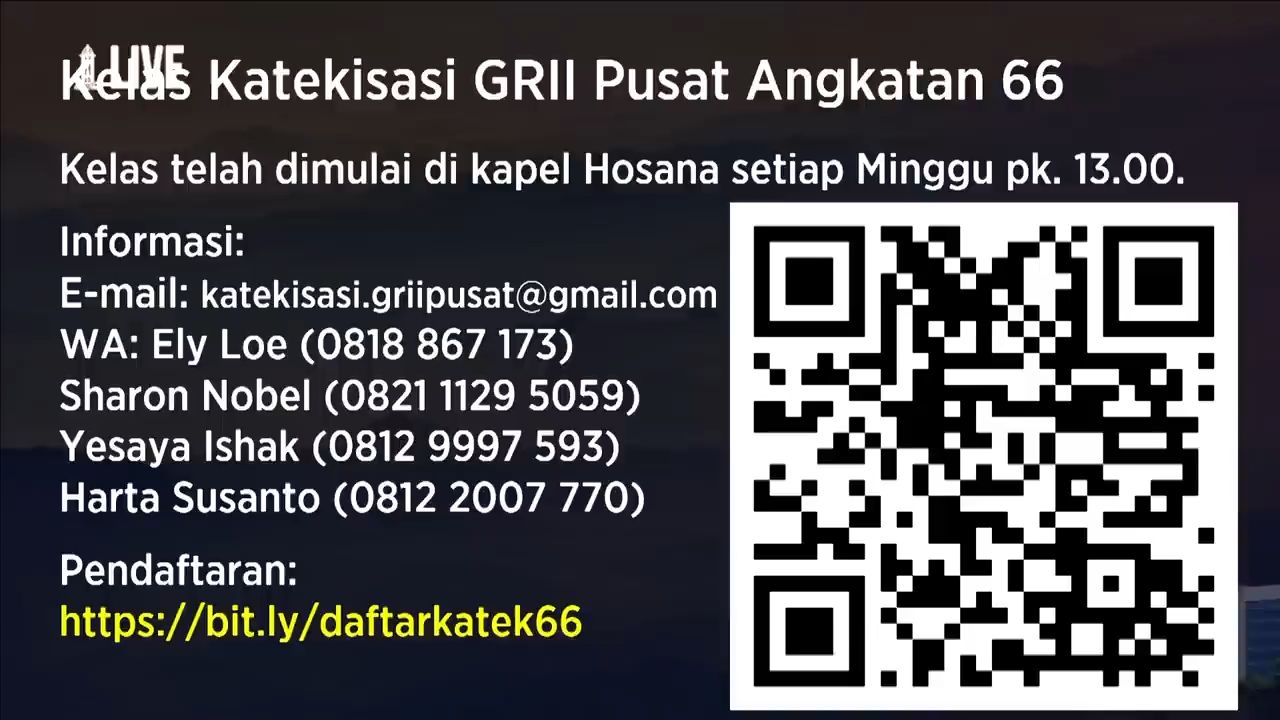 LIVE
Kelas Katekisasi GRII Pusat Angkatan 66
Kelas telah dimulai di kapel Hosana setiap Minggu pk. 13.00.
Informasi:
E-mail: katekisasi.griipusat@gmail.com
WA: Ely Loe (0818 867 173)
Sharon Nobel (0821 1129 5059)
Yesaya Ishak (0812 9997 593)
Harta Susanto (0812 2007 770)
Pendaftaran:
https://bit.ly/daftarkatek66